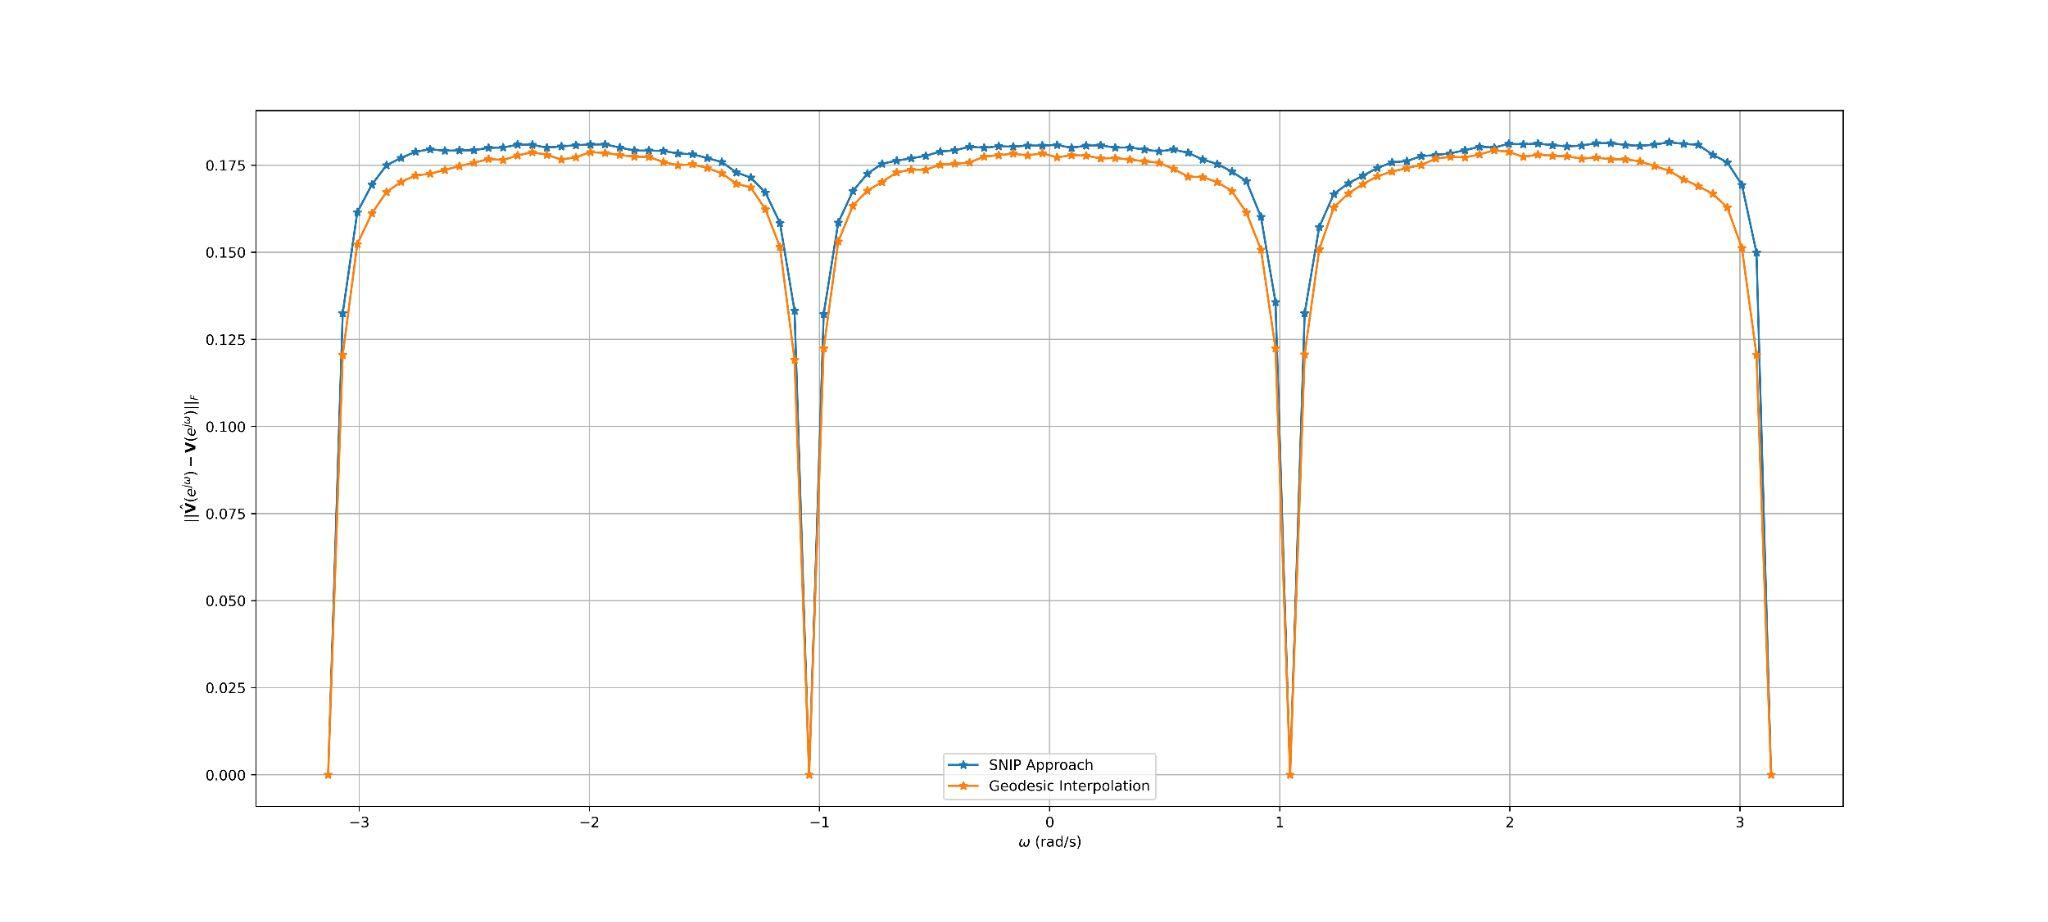 0.175
0.150
0.125
0.100
0.075
0.050
0.025
0.000
||V̂(e^{jω}) − V(e^{jω})||_F
−3 −2 −1 0 1 2 3
ω (rad/s)
SNIP Approach
Geodesic Interpolation